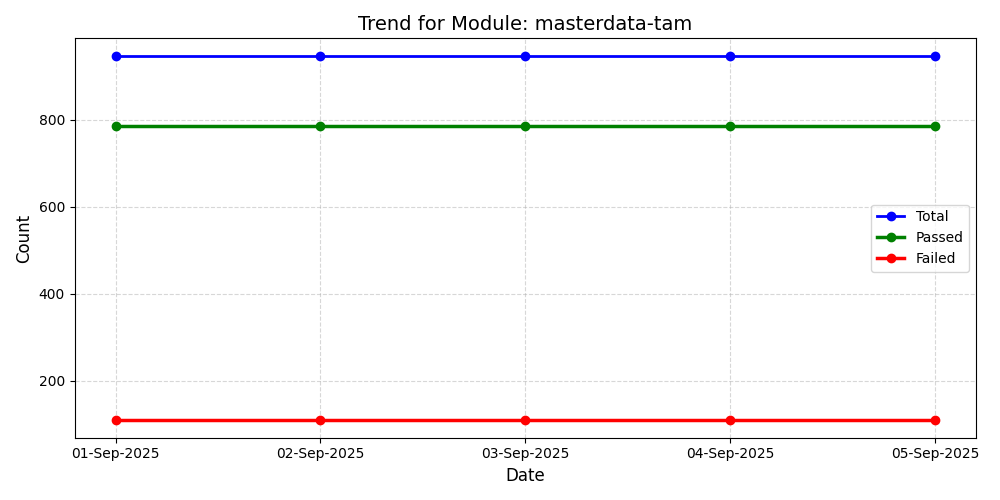 Trend for Module: masterdata-tam
Count
800
600
400
200
Total
Passed
Failed
01-Sep-2025
02-Sep-2025
03-Sep-2025
04-Sep-2025
05-Sep-2025
Date